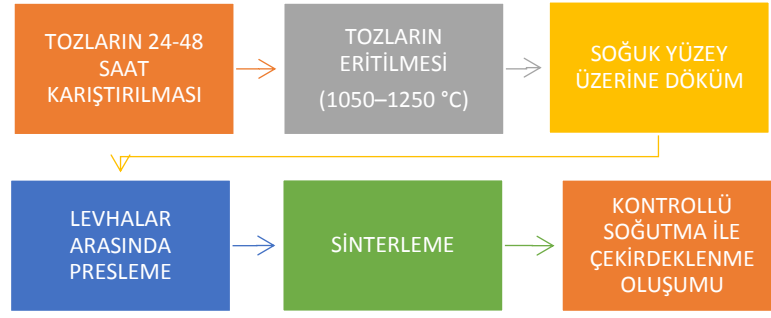 TOZLARIN 24-48
SAAT
KARIŞTIRILMASI
TOZLARIN
ERİTİLMESİ
(1050–1250 °C)
SOĞUK YÜZEY
ÜZERİNE DÖKÜM
LEVHALAR
ARASINDA
PRESLEME
SİNTERLEME
KONTROLLÜ
SOĞUTMA İLE
ÇEKİRDEKLENME
OLUŞUMU